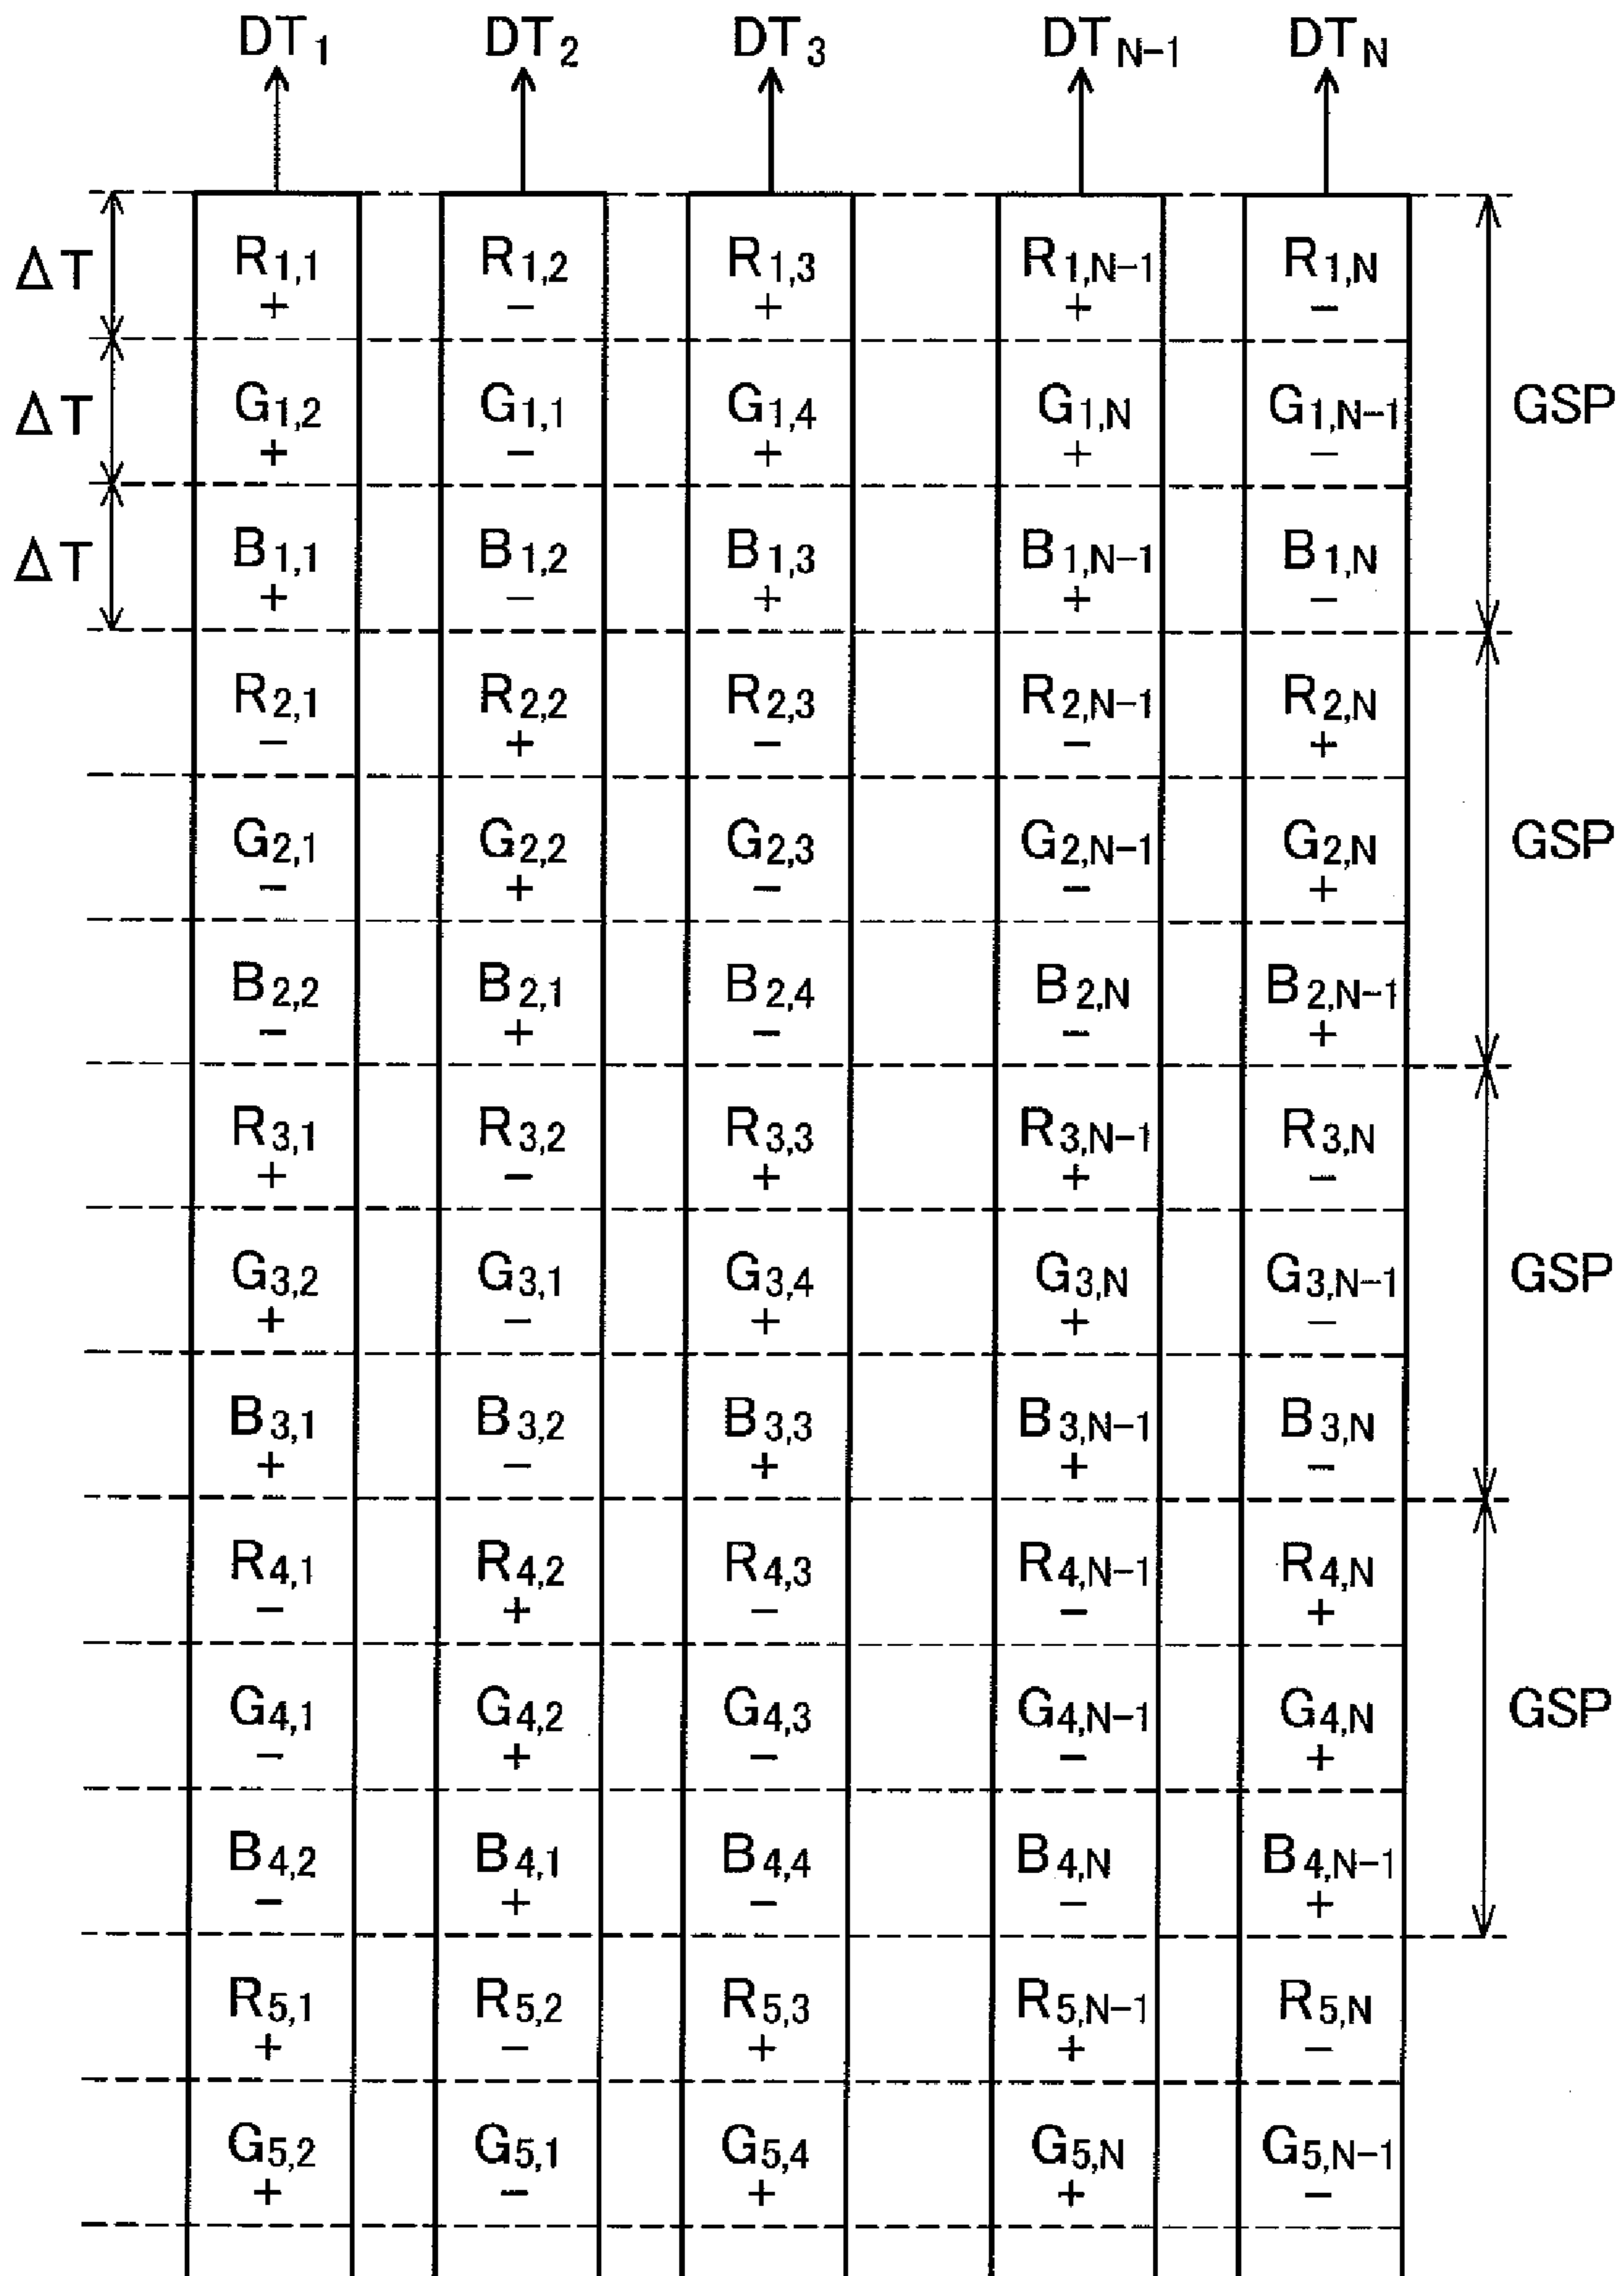 DT1 DT2 DT3 DTN-1 DTN
ΔT R1,1 R1,2 R1,3 R1,N-1 R1,N
+ - + + -
ΔT G1,2 G1,1 G1,4 G1,N G1,N-1 GSP
+ - + + -
ΔT B1,1 B1,2 B1,3 B1,N-1 B1,N
+ - + + -
R2,1 R2,2 R2,3 R2,N-1 R2,N
- + - - +
G2,1 G2,2 G2,3 G2,N-1 G2,N GSP
- + - - +
B2,2 B2,1 B2,4 B2,N B2,N-1
- + - - +
R3,1 R3,2 R3,3 R3,N-1 R3,N
+ - + + -
G3,2 G3,1 G3,4 G3,N G3,N-1 GSP
+ - + + -
B3,1 B3,2 B3,3 B3,N-1 B3,N
+ - + + -
R4,1 R4,2 R4,3 R4,N-1 R4,N
- + - - +
G4,1 G4,2 G4,3 G4,N-1 G4,N GSP
- + - - +
B4,2 B4,1 B4,4 B4,N B4,N-1
- + - - +
R5,1 R5,2 R5,3 R5,N-1 R5,N
+ - + + -
G5,2 G5,1 G5,4 G5,N G5,N-1
+ - + + -